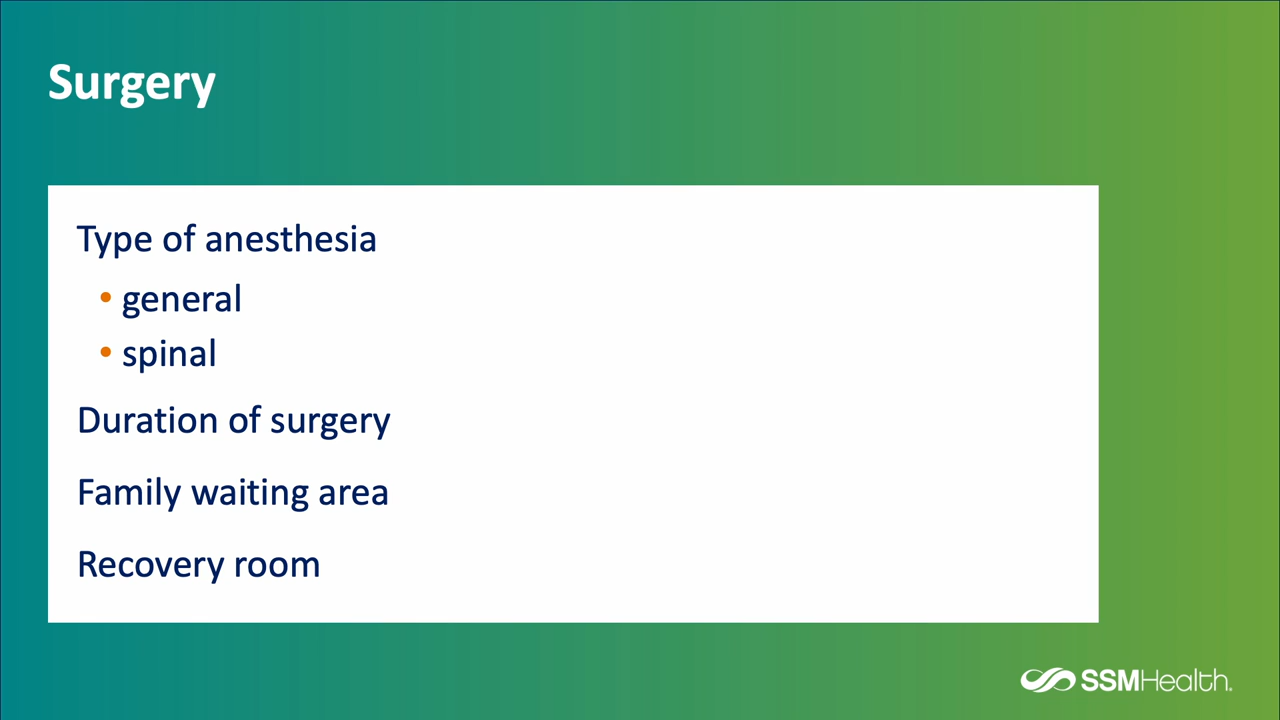 Surgery
Type of anesthesia
• general
• spinal
Duration of surgery
Family waiting area
Recovery room
SSMHealth.